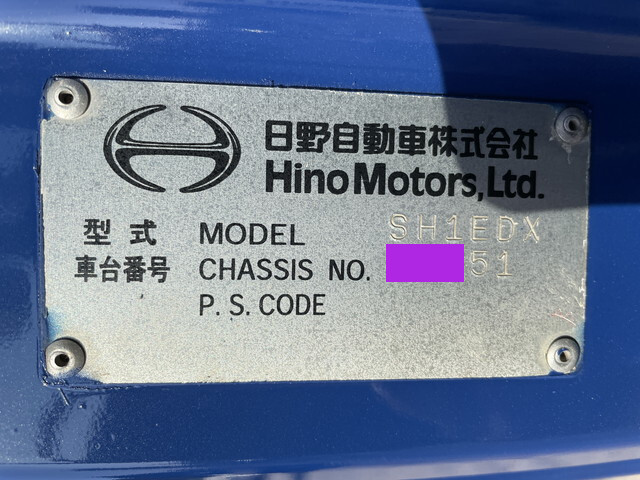 日野自動車株式会社
Hino Motors, Ltd.
型式 MODEL SH1EDX
車台番号 CHASSIS NO. 51
P.S.CODE